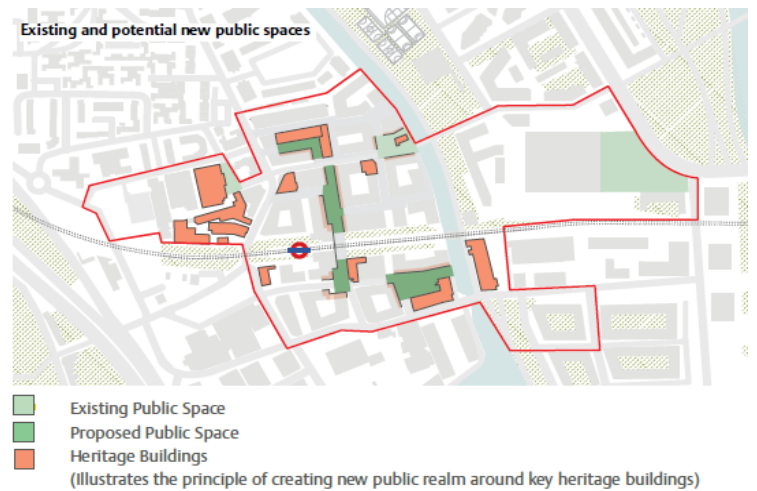 Existing and potential new public spaces
Existing Public Space
Proposed Public Space
Heritage Buildings
(Illustrates the principle of creating new public realm around key heritage buildings)